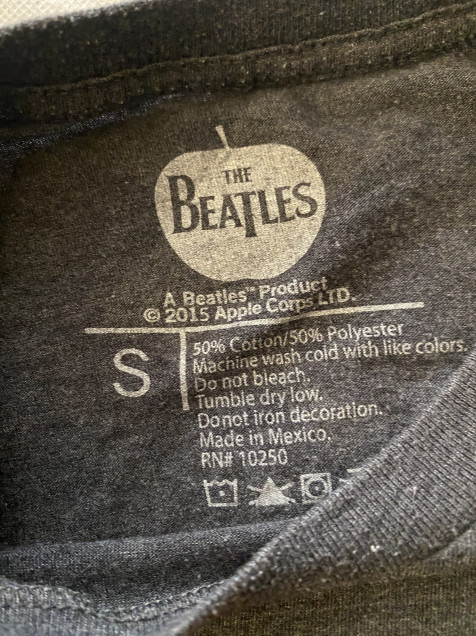 THE
BEATLES
A Beatles™ Product
© 2015 Apple Corps LTD.
S
50% Cotton/50% Polyester
Machine wash cold with like colors.
Do not bleach.
Tumble dry low.
Do not iron decoration.
Made in Mexico.
RN# 10250